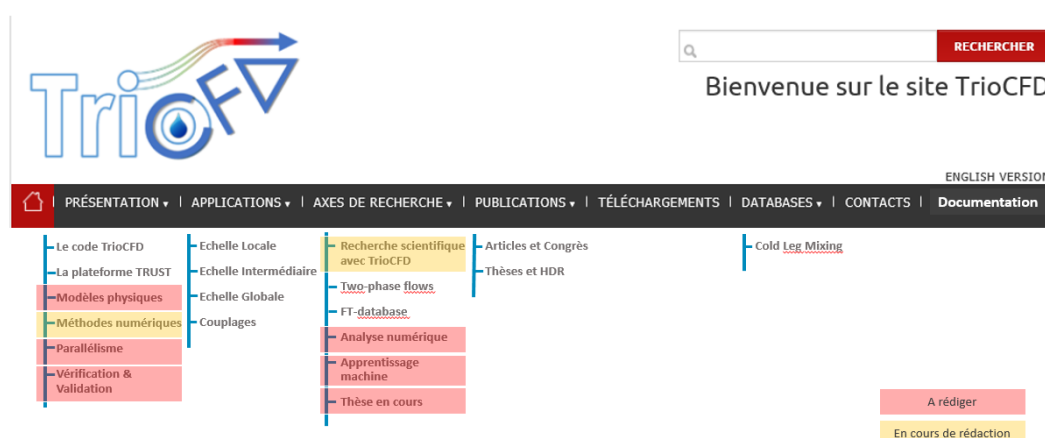 TrioCFD
RECHERCHER
Bienvenue sur le site TrioCFD
ENGLISH VERSION
PRÉSENTATION ▾ | APPLICATIONS ▾ | AXES DE RECHERCHE ▾ | PUBLICATIONS ▾ | TÉLÉCHARGEMENTS | DATABASES ▾ | CONTACTS | Documentation
Le code TrioCFD
La plateforme TRUST
Modèles physiques
Méthodes numériques
Parallélisme
Vérification &
Validation
Echelle Locale
Echelle Intermédiaire
Echelle Globale
Couplages
Recherche scientifique
avec TrioCFD
Two-phase flows
FT-database
Analyse numérique
Apprentissage
machine
Thèse en cours
Articles et Congrès
Thèses et HDR
Cold Leg Mixing
A rédiger
En cours de rédaction